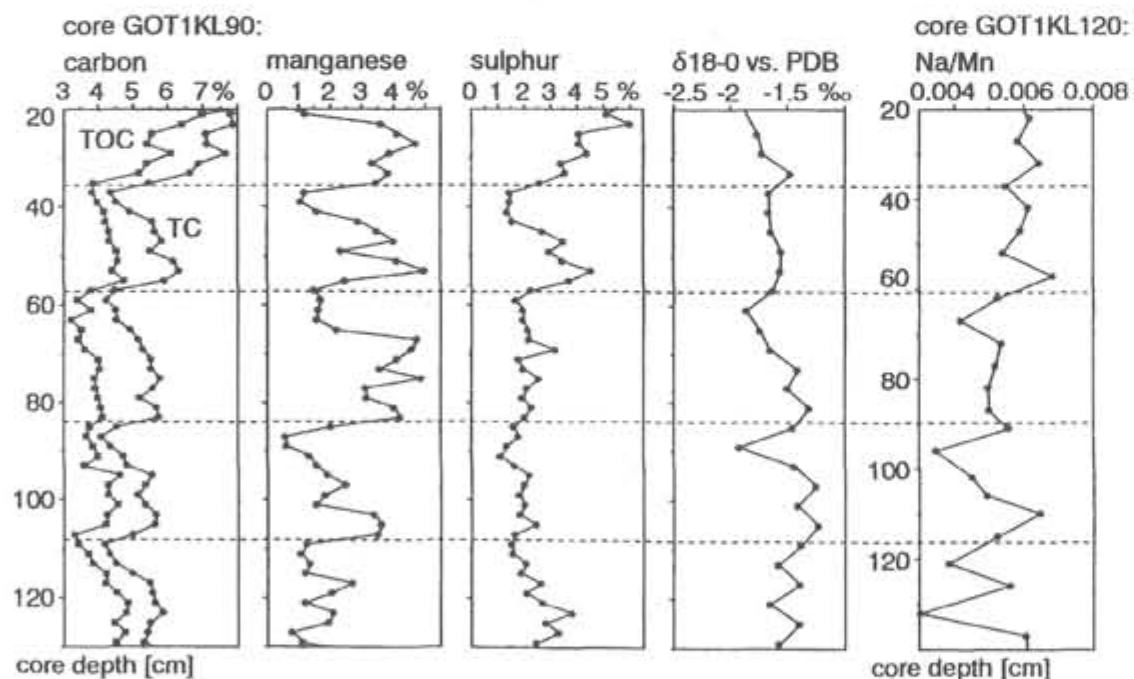 core GOT1KL90: core GOT1KL120:
carbon manganese sulphur δ18-0 vs. PDB Na/Mn
3 4 5 6 7% 0 1 2 3 4 % 0 1 2 3 4 5 % -2.5 -2 -1.5 ‰ 0.004 0.006 0.008
20 20
TOC
40 40
TC
60 60
80 80
100 100
120 120
core depth [cm] core depth [cm]